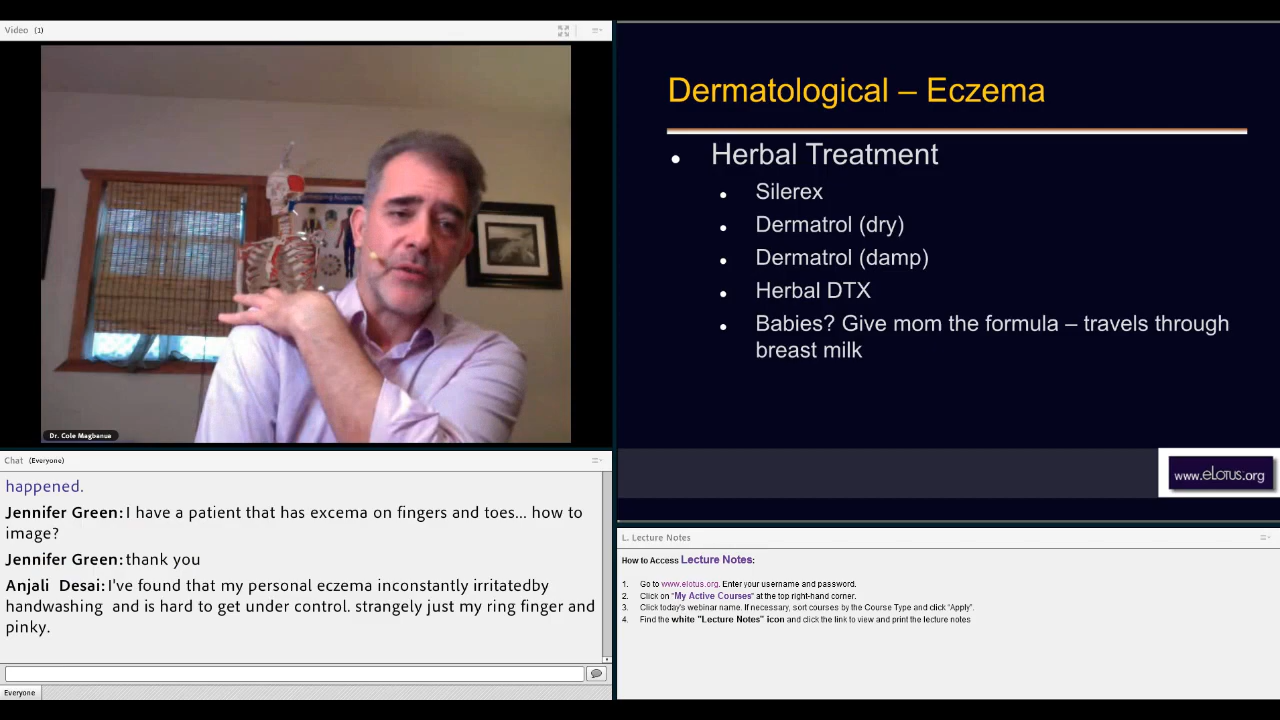 Video (1)
Dr. Cole Magbanua
Dermatological – Eczema
• Herbal Treatment
• Silerex
• Dermatrol (dry)
• Dermatrol (damp)
• Herbal DTX
• Babies? Give mom the formula – travels through
breast milk
www.eLOTUS.org
Chat (Everyone)
happened.
Jennifer Green: I have a patient that has excema on fingers and toes... how to
image?
Jennifer Green: thank you
Anjali Desai: I've found that my personal eczema inconstantly irritatedby
handwashing and is hard to get under control. strangely just my ring finger and
pinky.
Everyone
L. Lecture Notes
How to Access Lecture Notes:
1. Go to www.elotus.org. Enter your username and password.
2. Click on "My Active Courses" at the top right-hand corner.
3. Click today's webinar name. If necessary, sort courses by the Course Type and click "Apply".
4. Find the white "Lecture Notes" icon and click the link to view and print the lecture notes